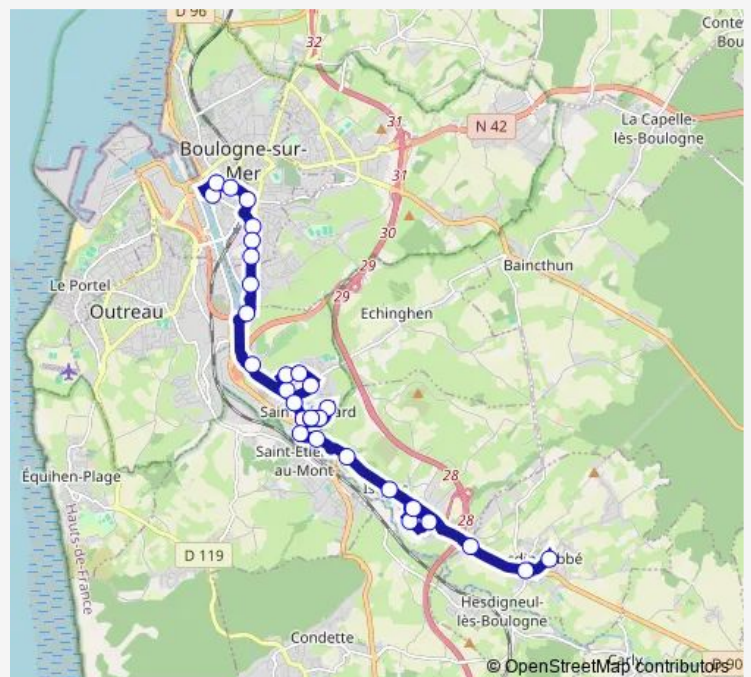 D 96
32
Conte
Bou
31
N 42
La Capelle-
lès-Boulogne
Boulogne-sur-
Mer
31
30
29
29
Baincthun
Le Portel
Outreau
Echinghen
Saint-Etie
au-Mont
Équihen-Plage
28
28
Hauts-de-France
D 119
Hesdigneul-
lès-Boulogne
Condette
© OpenStreetMap contributors